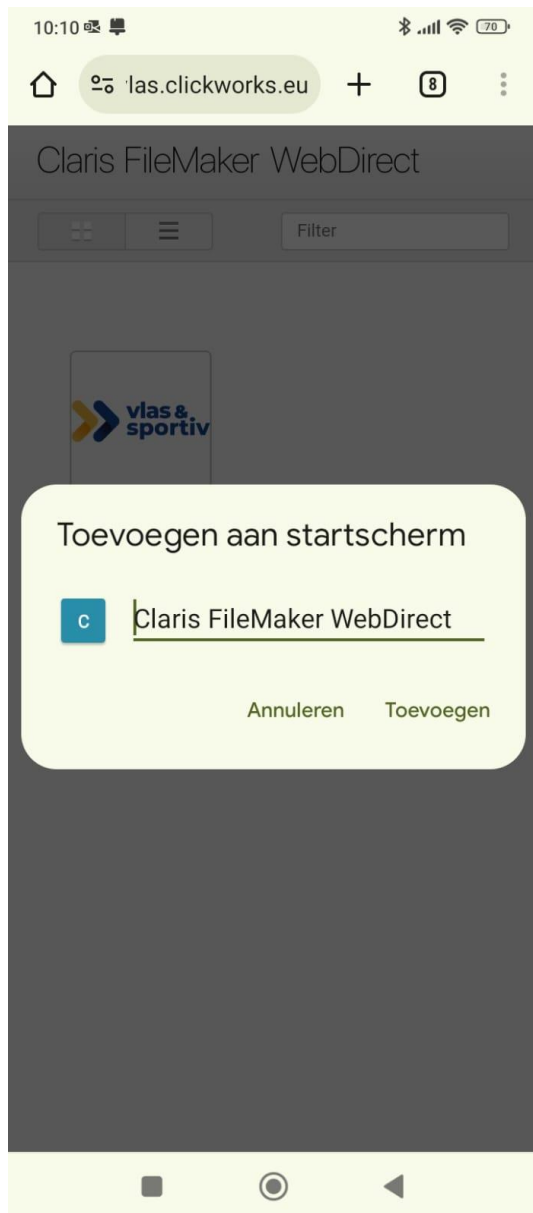 10:10
70
'las.clickworks.eu
8
Claris FileMaker WebDirect
Filter
vlas &
sportiv
Toevoegen aan startscherm
C
Claris FileMaker WebDirect
Annuleren
Toevoegen